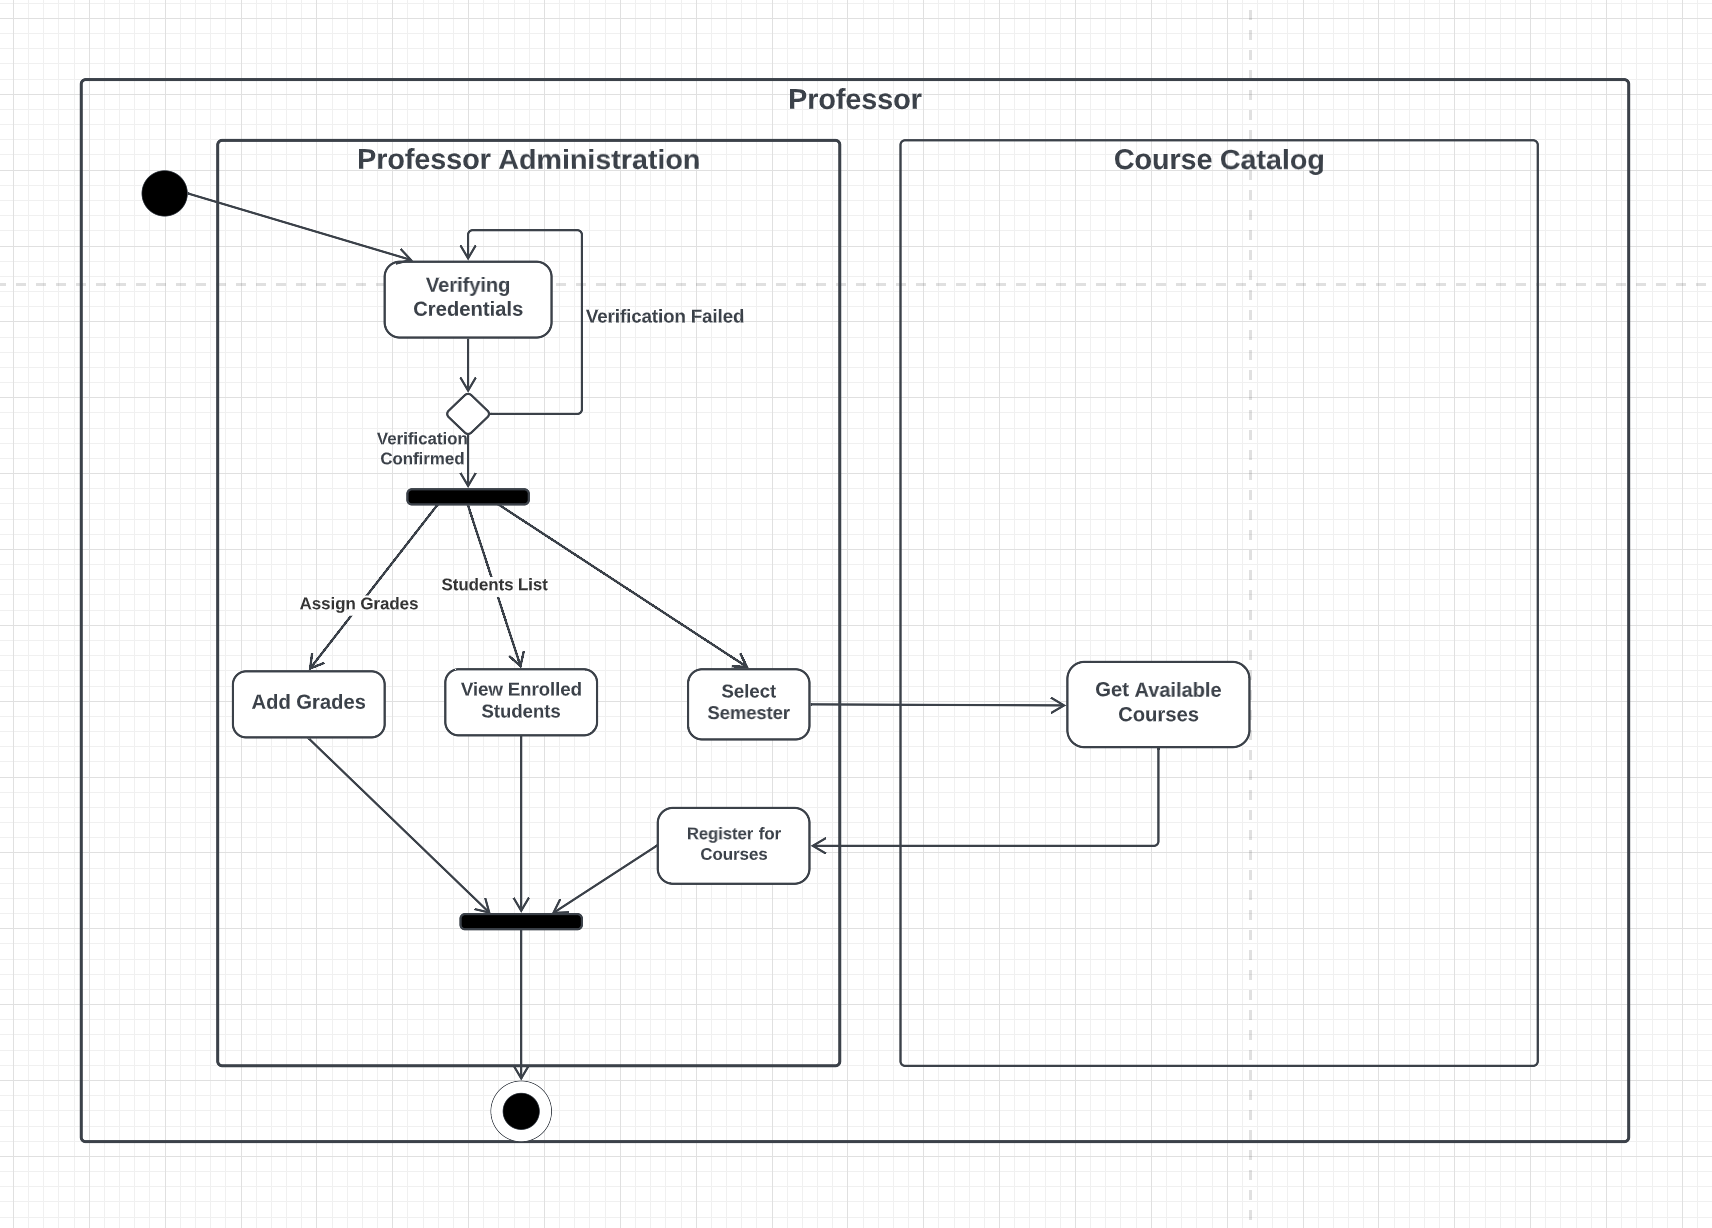 Professor
Professor Administration
Course Catalog
Verifying
Credentials
Verification Failed
Verification
Confirmed
Students List
Assign Grades
Add Grades
View Enrolled
Students
Select
Semester
Get Available
Courses
Register for
Courses